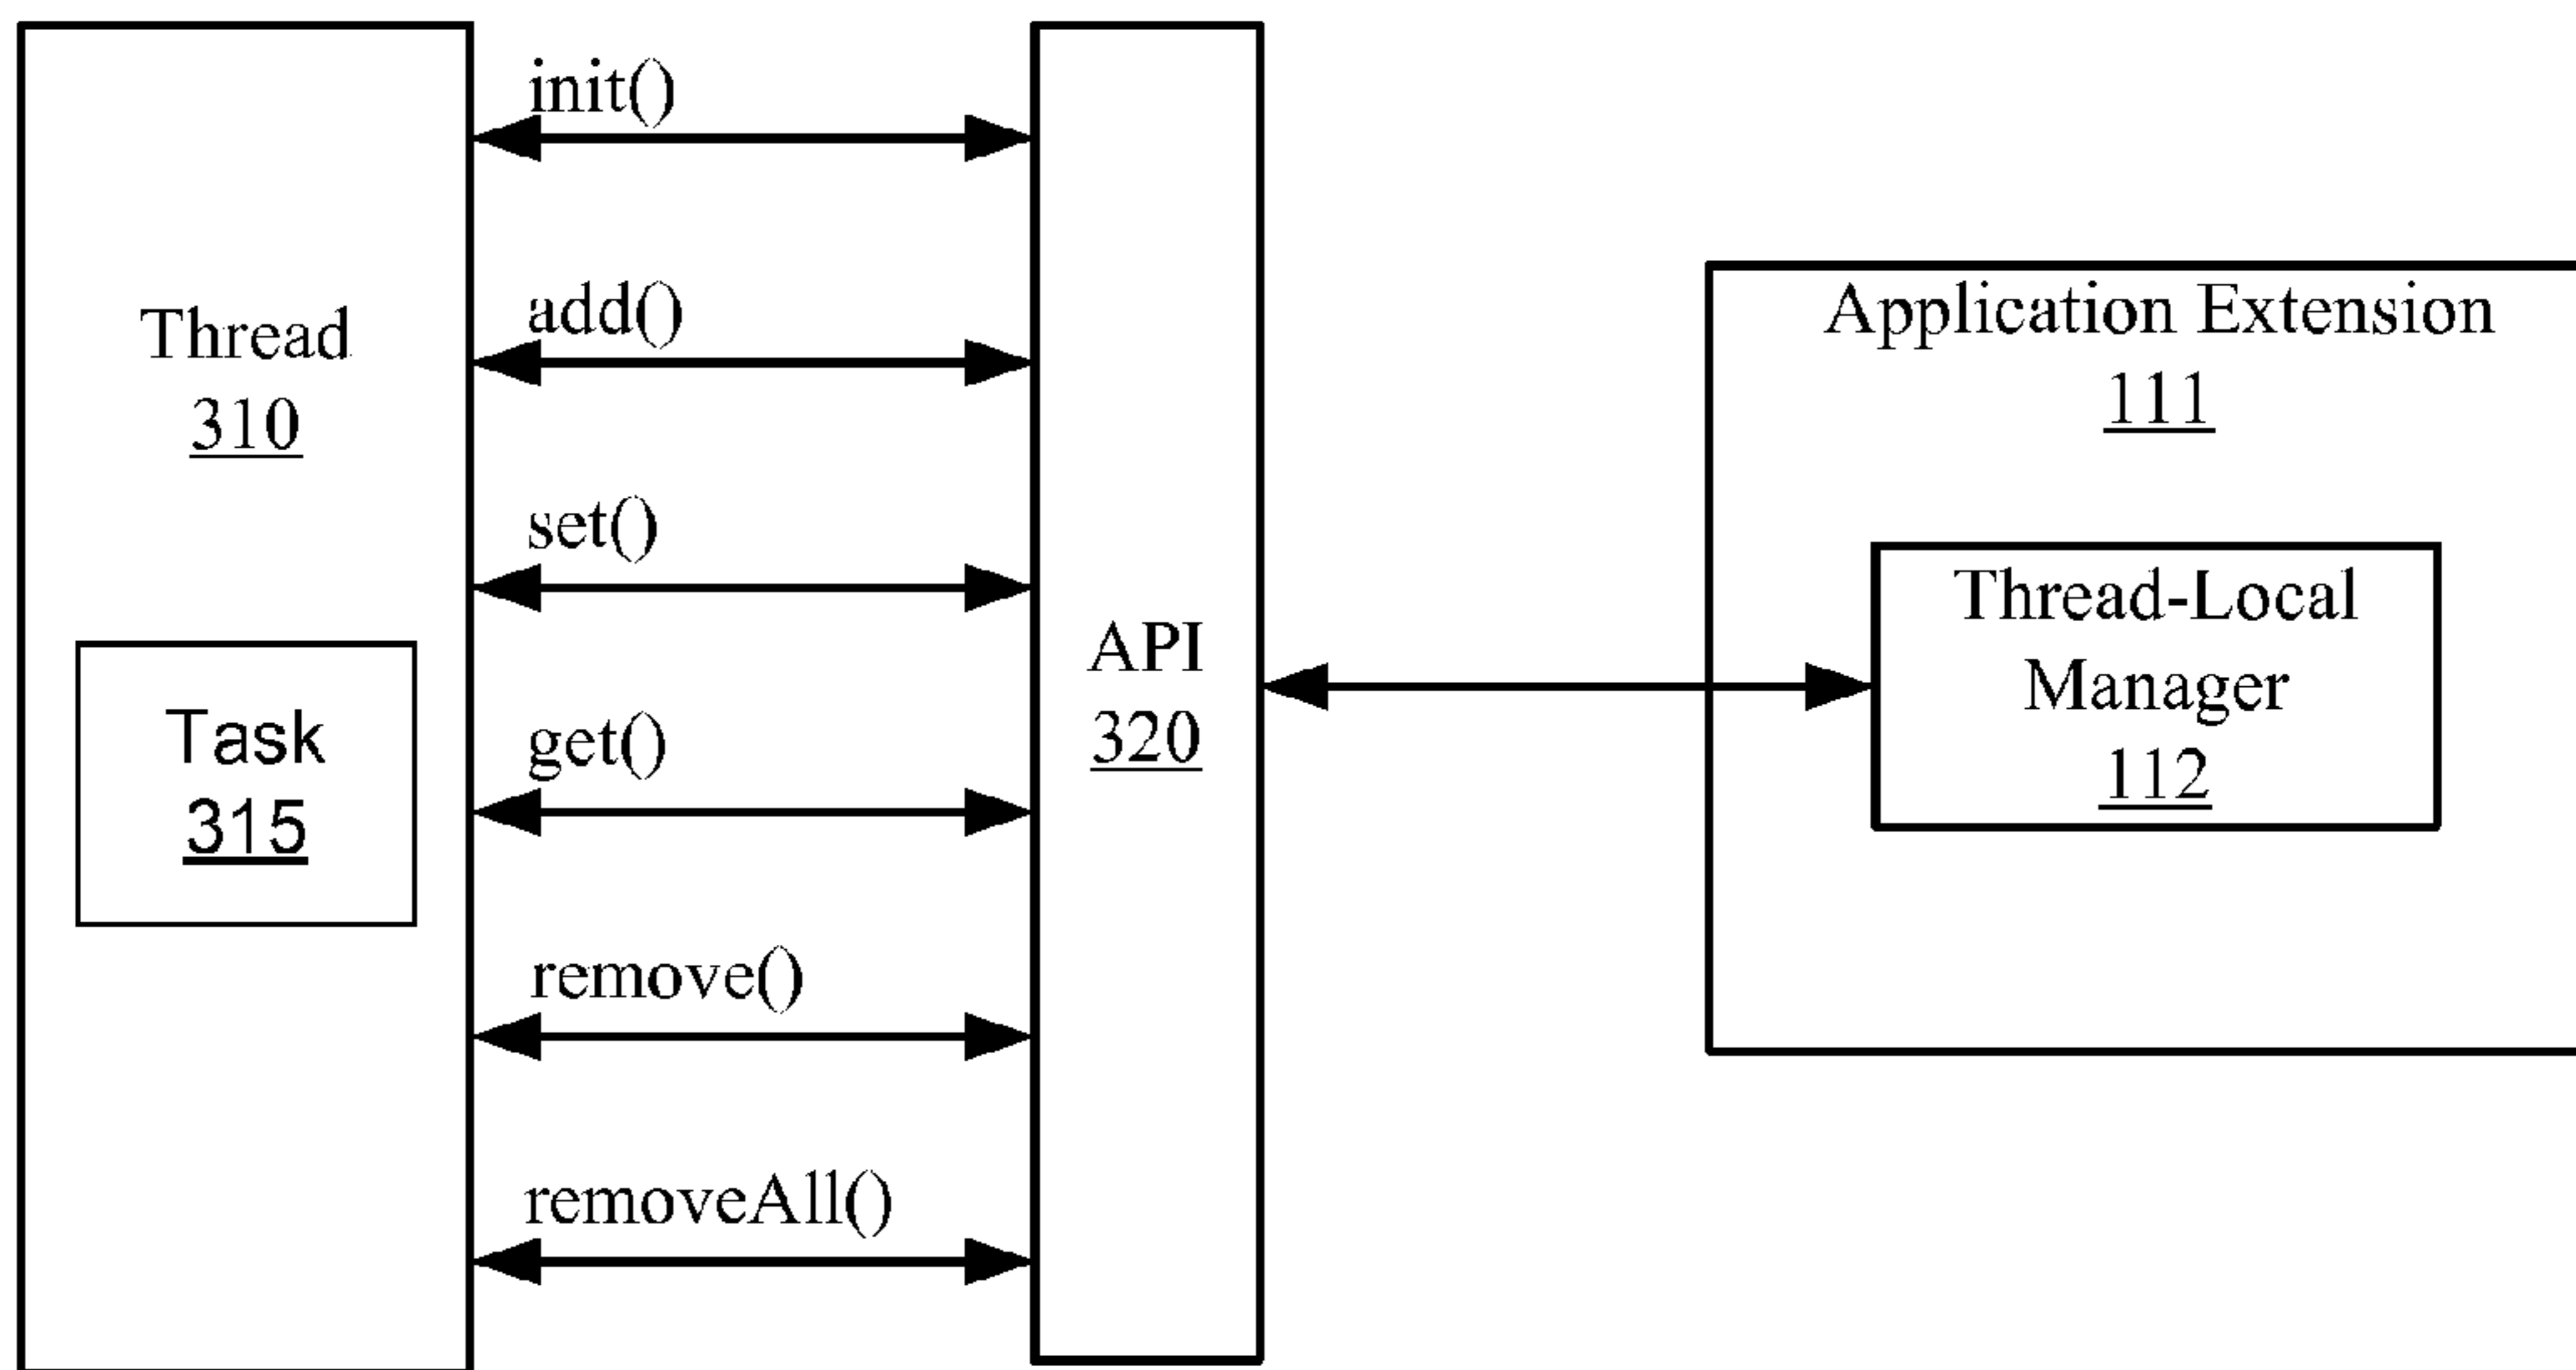 Thread
310
Task
315
init()
add()
set()
get()
remove()
removeAll()
API
320
Application Extension
111
Thread-Local
Manager
112